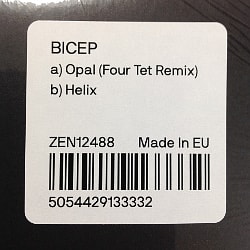 BICEP
a) Opal (Four Tet Remix)
b) Helix
ZEN12488 Made in EU
5054429133332